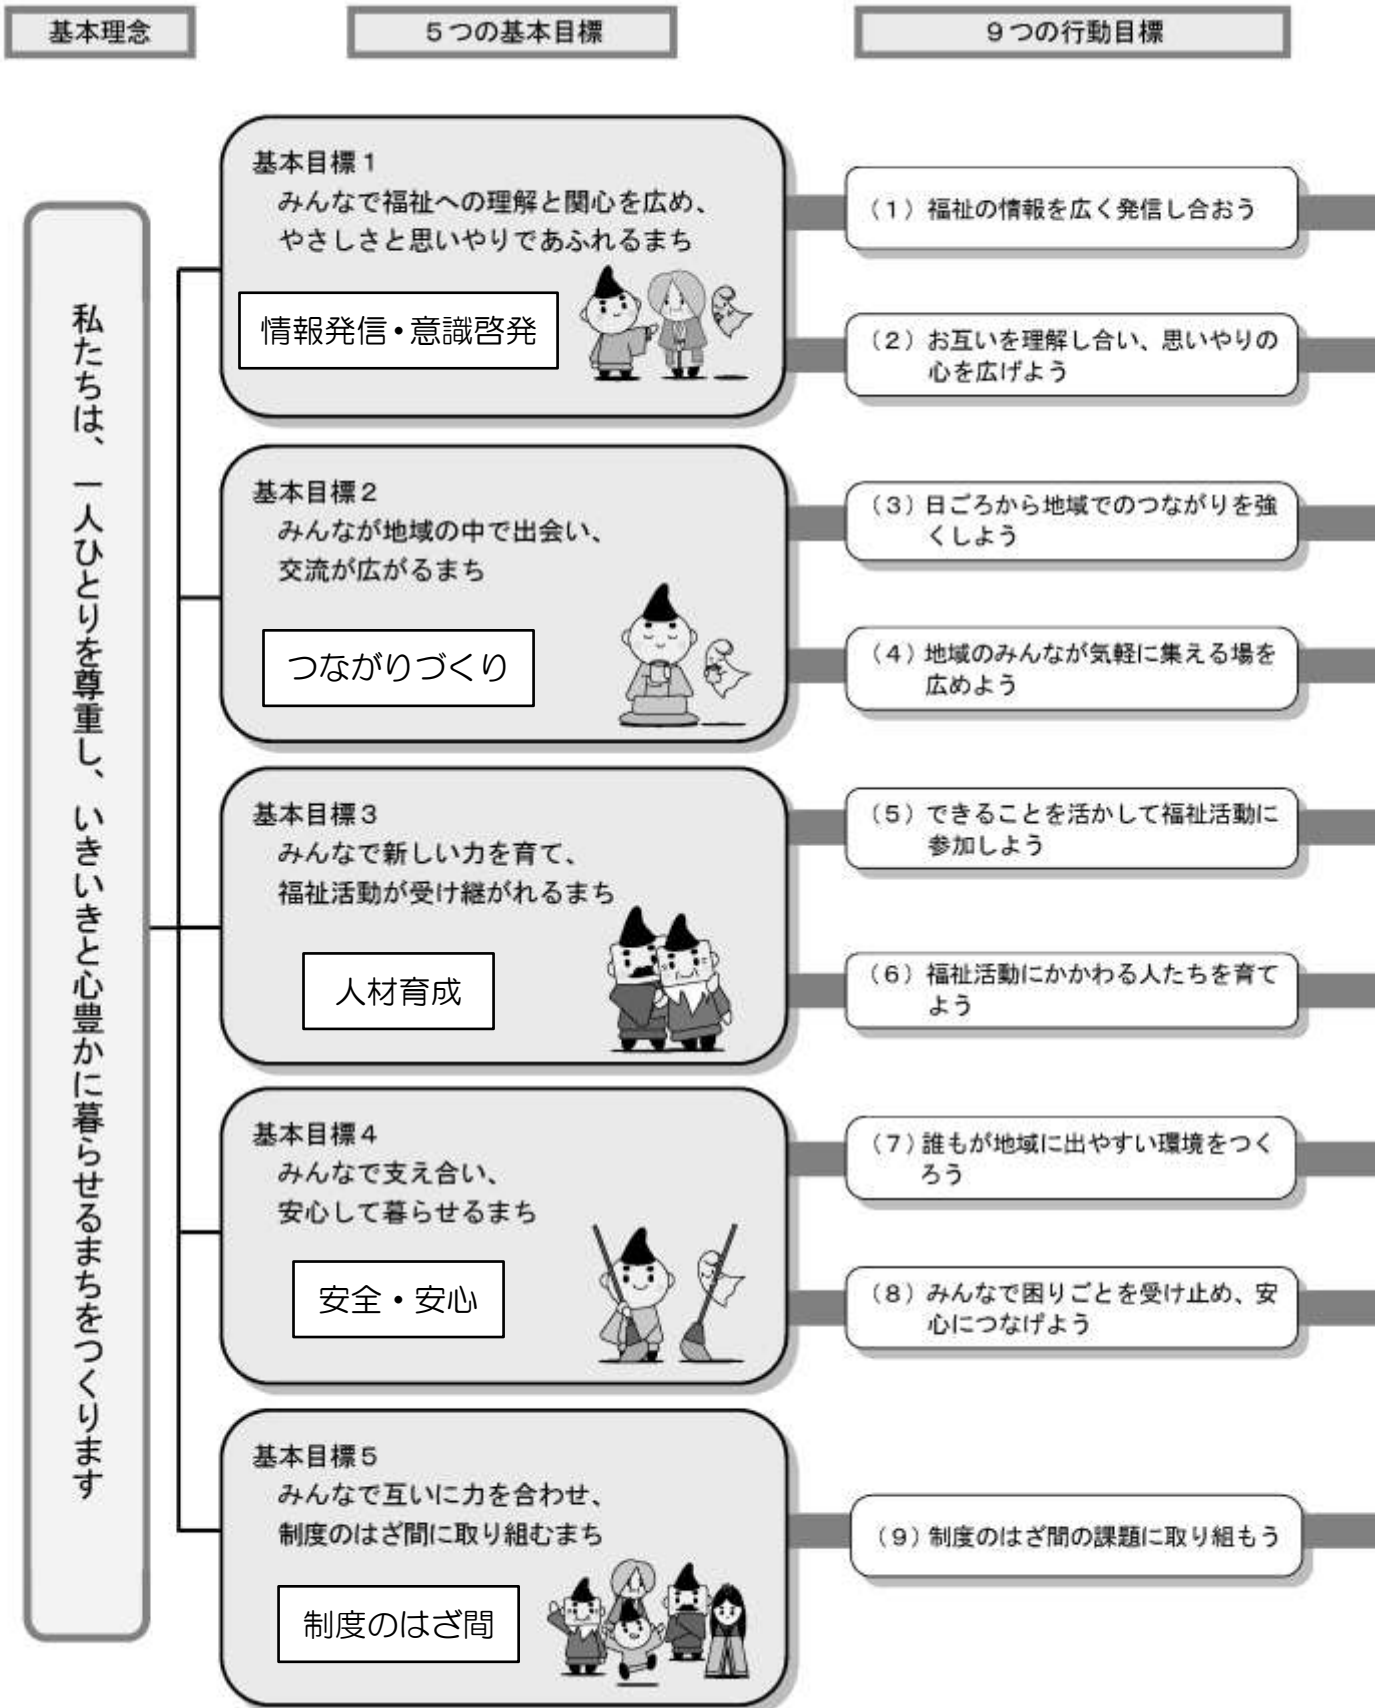 基本理念
5つの基本目標
9つの行動目標
私たちは、一人ひとりを尊重し、いきいきと心豊かに暮らせるまちをつくります
基本目標1
みんなで福祉への理解と関心を広め、
やさしさと思いやりであふれるまち
情報発信・意識啓発
(1)福祉の情報を広く発信し合おう
(2)お互いを理解し合い、思いやりの
心を広げよう
基本目標2
みんなが地域の中で出会い、
交流が広がるまち
つながりづくり
(3)日ごろから地域でのつながりを強
くしよう
(4)地域のみんなが気軽に集える場を
広めよう
基本目標3
みんなで新しい力を育て、
福祉活動が受け継がれるまち
人材育成
(5)できることを活かして福祉活動に
参加しよう
(6)福祉活動にかかわる人たちを育て
よう
基本目標4
みんなで支え合い、
安心して暮らせるまち
安全・安心
(7)誰もが地域に出やすい環境をつく
ろう
(8)みんなで困りごとを受け止め、安
心につなげよう
基本目標5
みんなで互いに力を合わせ、
制度のはざ間に取り組むまち
制度のはざ間
(9)制度のはざ間の課題に取り組もう